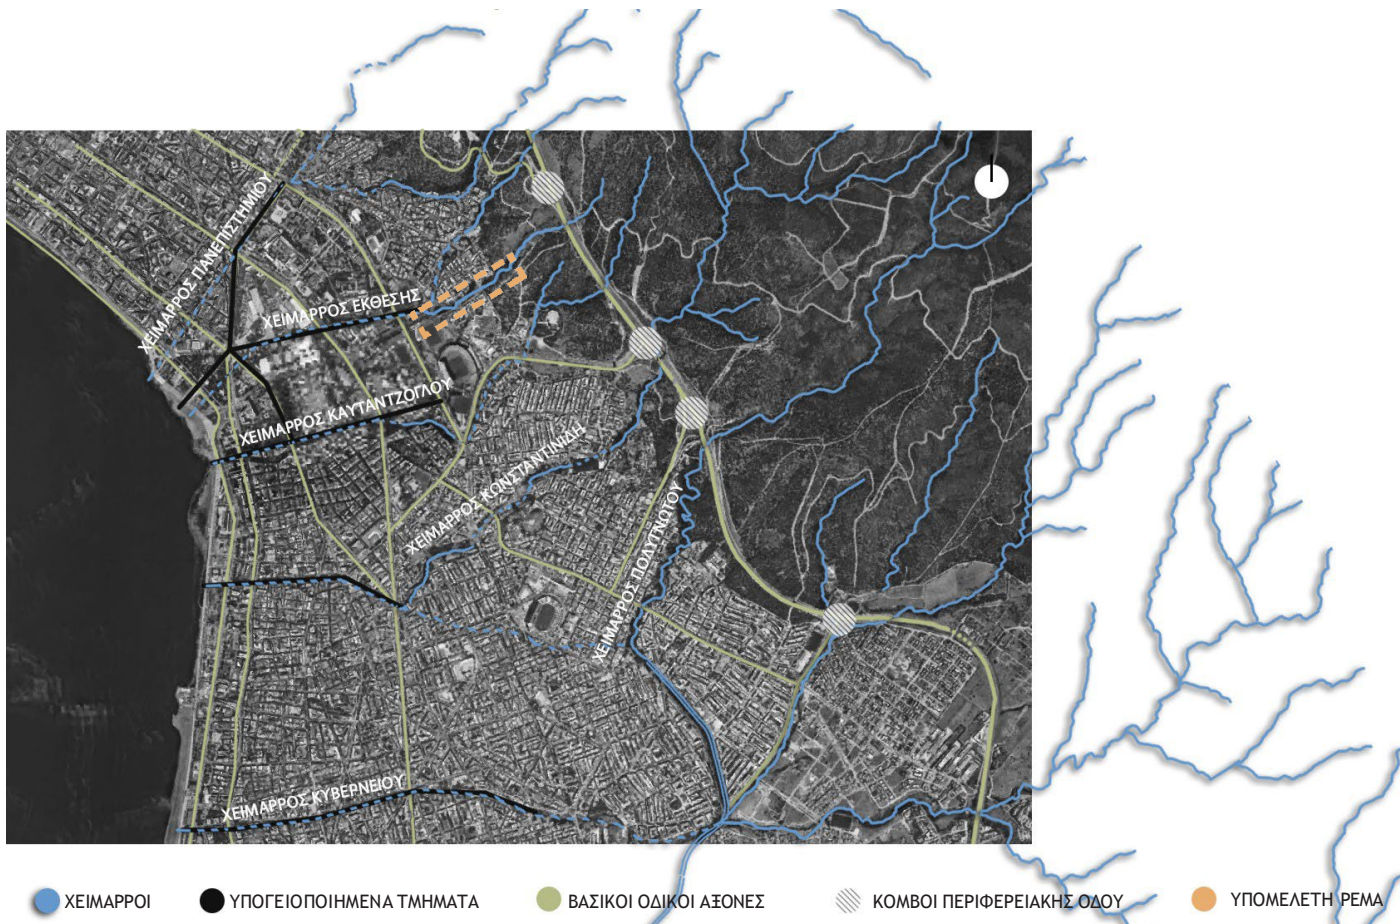 ΧΕΙΜΑΡΡΟΣ ΠΑΝΕΠΙΣΤΗΜΙΟΥ
ΧΕΙΜΑΡΡΟΣ ΕΚΘΕΣΗΣ
ΧΕΙΜΑΡΡΟΣ ΚΑΥΤΑΝΤΖΟΓΛΟΥ
ΧΕΙΜΑΡΡΟΣ ΚΩΝΣΤΑΝΤΙΝΙΔΗ
ΧΕΙΜΑΡΡΟΣ ΠΟΛΥΓΝΩΤΟΥ
ΧΕΙΜΑΡΡΟΣ ΚΥΒΕΡΝΕΙΟΥ
ΧΕΙΜΑΡΡΟΙ
ΥΠΟΓΕΙΟΠΟΙΗΜΕΝΑ ΤΜΗΜΑΤΑ
ΒΑΣΙΚΟΙ ΟΔΙΚΟΙ ΑΞΟΝΕΣ
ΚΟΜΒΟΙ ΠΕΡΙΦΕΡΕΙΑΚΗΣ ΟΔΟΥ
ΥΠΟΜΕΛΕΤΗ ΡΕΜΑ